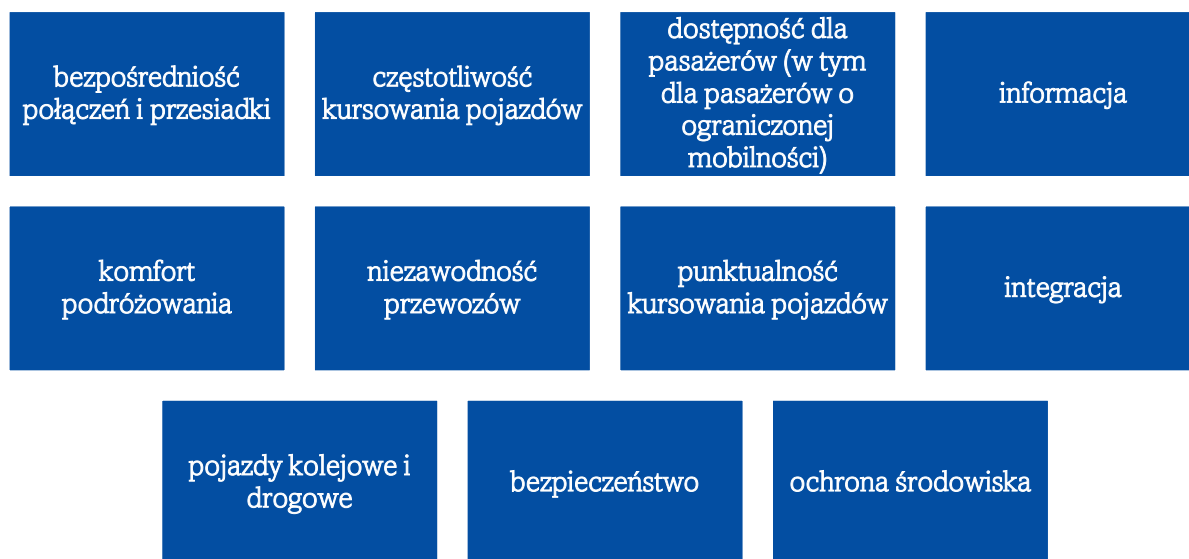 bezpośredniość
połączeń i przesiadki
częstotliwość
kursowania pojazdów
dostępność dla
pasażerów (w tym
dla pasażerów o
ograniczonej
mobilności)
informacja
komfort
podróżowania
niezawodność
przewozów
punktualność
kursowania pojazdów
integracja
pojazdy kolejowe i
drogowe
bezpieczeństwo
ochrona środowiska